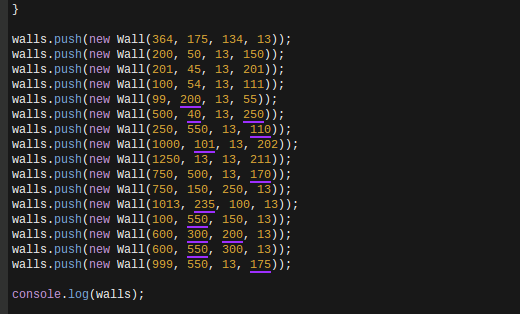 }
walls.push(new Wall(364, 175, 134, 13));
walls.push(new Wall(200, 50, 13, 150));
walls.push(new Wall(201, 45, 13, 201));
walls.push(new Wall(100, 54, 13, 111));
walls.push(new Wall(99, 200, 13, 55));
walls.push(new Wall(500, 40, 13, 250));
walls.push(new Wall(250, 550, 13, 110));
walls.push(new Wall(1000, 101, 13, 202));
walls.push(new Wall(1250, 13, 13, 211));
walls.push(new Wall(750, 500, 13, 170));
walls.push(new Wall(750, 150, 250, 13));
walls.push(new Wall(1013, 235, 100, 13));
walls.push(new Wall(100, 550, 150, 13));
walls.push(new Wall(600, 300, 200, 13));
walls.push(new Wall(600, 550, 300, 13));
walls.push(new Wall(999, 550, 13, 175));
console.log(walls);